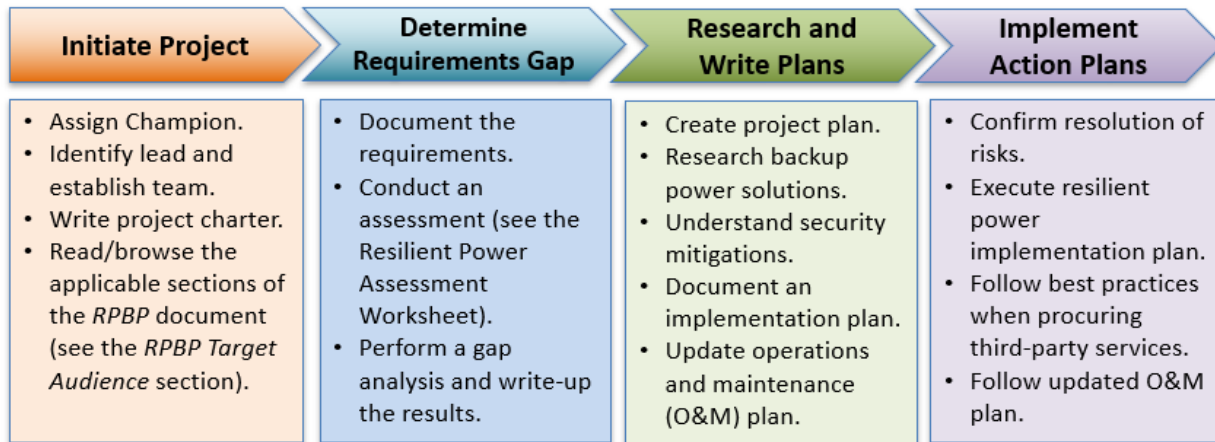 Initiate Project
Determine
Requirements Gap
Research and
Write Plans
Implement
Action Plans
• Assign Champion.
• Identify lead and
establish team.
• Write project charter.
• Read/browse the
applicable sections of
the RPBP document
(see the RPBP Target
Audience section).
• Document the
requirements.
• Conduct an
assessment (see the
Resilient Power
Assessment
Worksheet).
• Perform a gap
analysis and write-up
the results.
• Create project plan.
• Research backup
power solutions.
• Understand security
mitigations.
• Document an
implementation plan.
• Update operations
and maintenance
(O&M) plan.
• Confirm resolution of
risks.
• Execute resilient
power
implementation plan.
• Follow best practices
when procuring
third-party services.
• Follow updated O&M
plan.